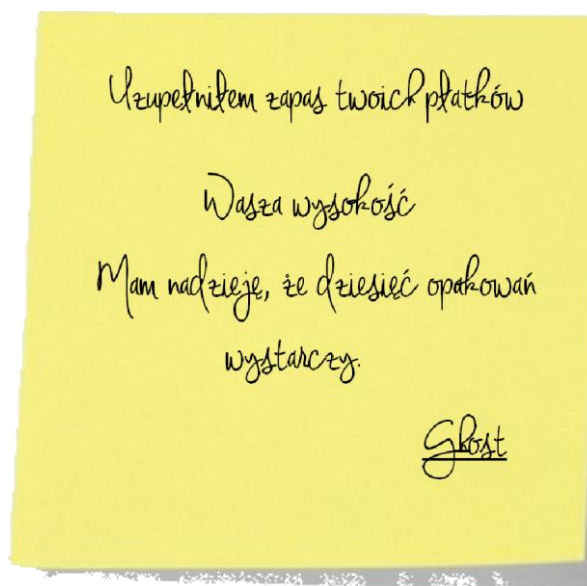 Uzupełniłem zapas twoich płatków
Wasza wysokość
Mam nadzieję, że dziesięć opakowań
wystarczy.
Ghost